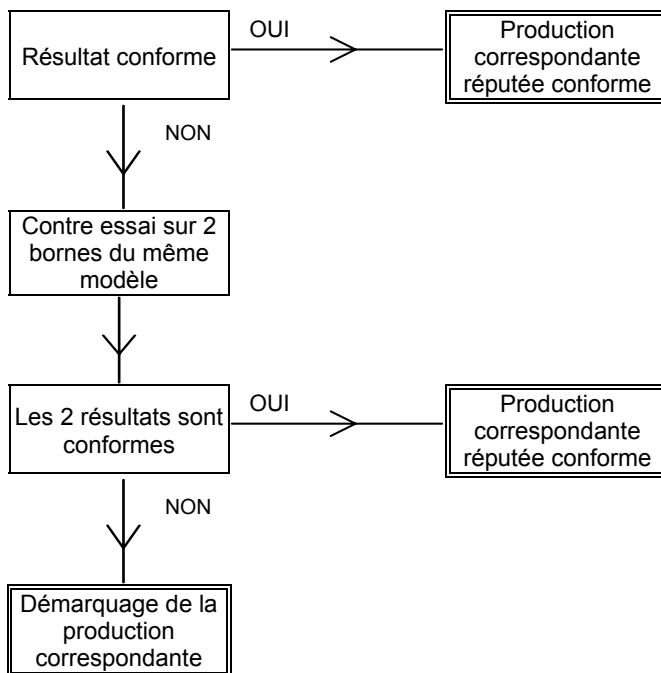 Résultat conforme
OUI
Production
correspondante
réputée conforme
NON
Contre essai sur 2
bornes du même
modèle
Les 2 résultats sont
conformes
OUI
Production
correspondante
réputée conforme
NON
Démarquage de la
production
correspondante